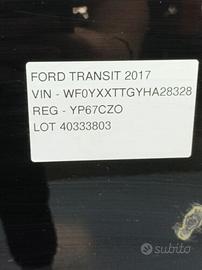 FORD TRANSIT 2017
VIN - WF0YXXTTGYHA28328
REG - YP67CZO
LOT 40333803
subito